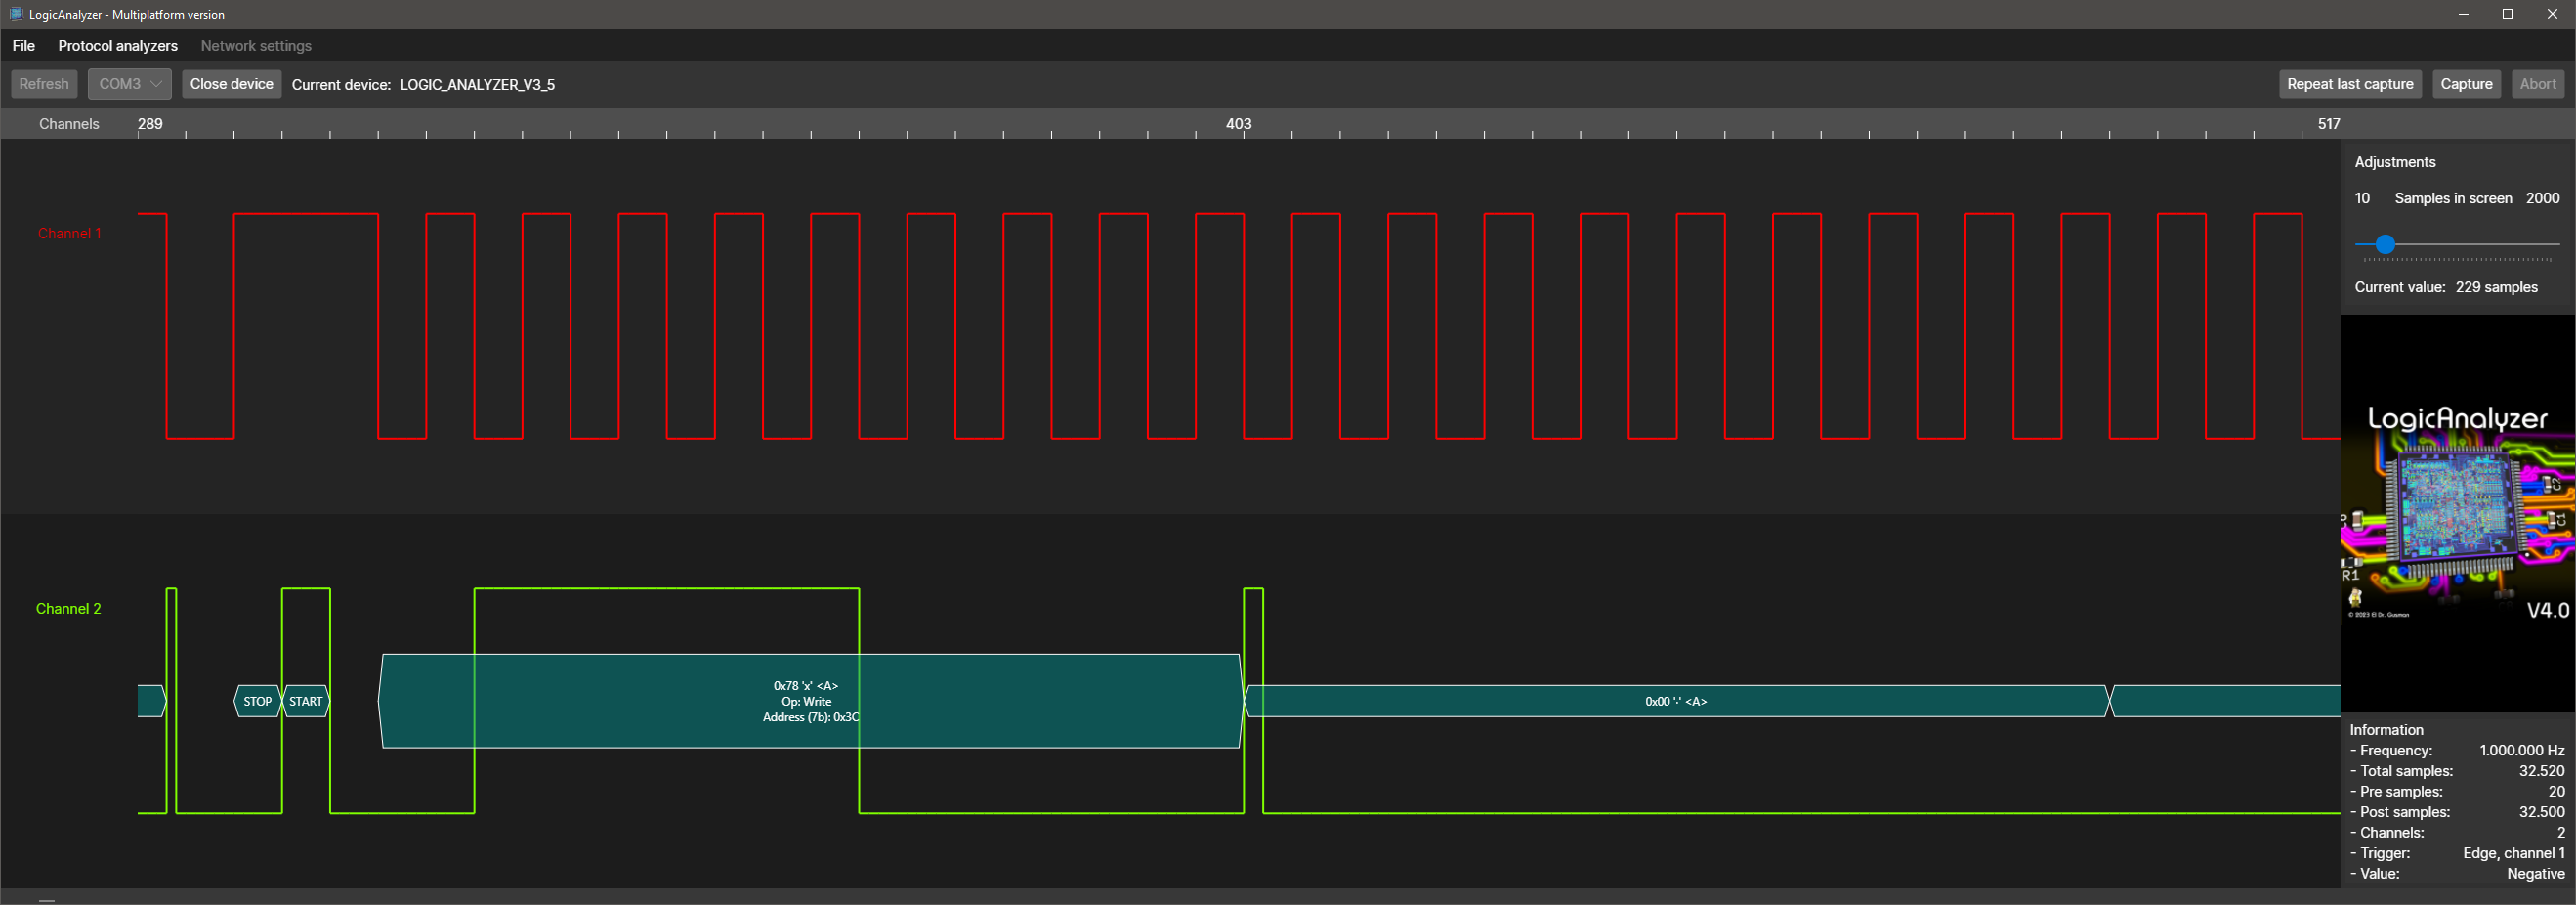 LogicAnalyzer - Multiplatform version
File Protocol analyzers Network settings
Refresh COM3 Close device Current device: LOGIC_ANALYZER_V3_5 Repeat last capture Capture Abort
Channels 289 403 517
Adjustments
10 Samples in screen 2000
Current value: 229 samples
Channel 1
Channel 2
STOP
START
0x78 'x' <A>
Op: Write
Address (7b): 0x3C
0x00 '.' <A>
LogicAnalyzer
C2
C1
R1
© 2023 El Dr. Gusman
V4.0
Information
- Frequency: 1.000.000 Hz
- Total samples: 32.520
- Pre samples: 20
- Post samples: 32.500
- Channels: 2
- Trigger: Edge, channel 1
- Value: Negative